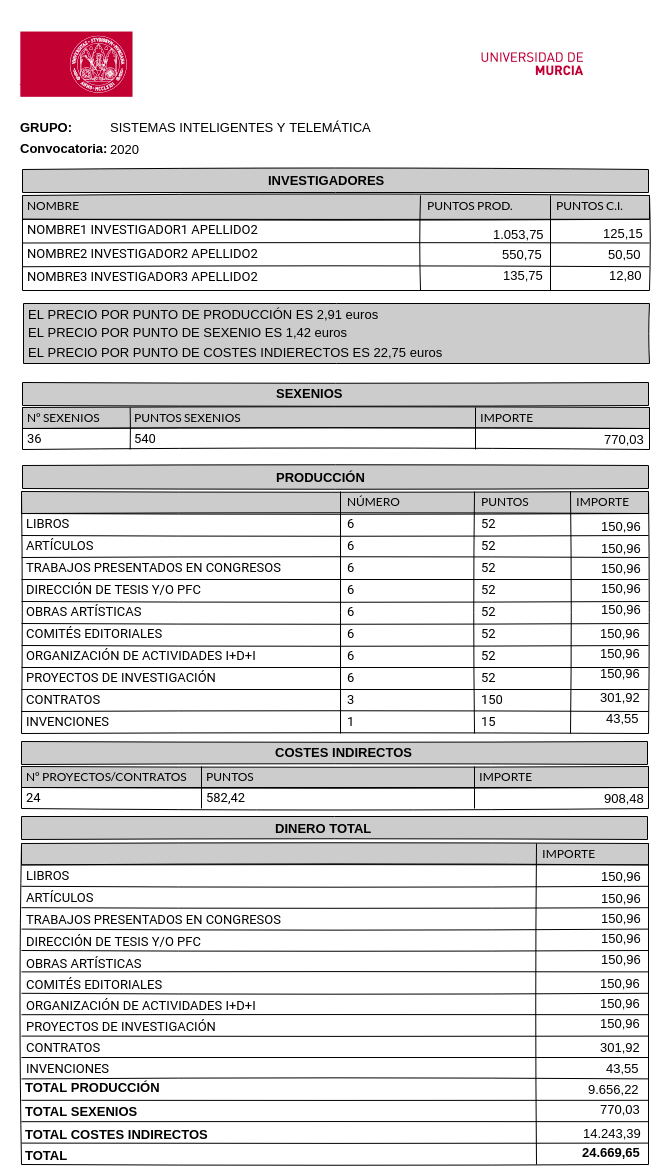 UNIVERSIDAD DE
MURCIA
GRUPO: SISTEMAS INTELIGENTES Y TELEMÁTICA
Convocatoria: 2020
INVESTIGADORES
NOMBRE PUNTOS PROD. PUNTOS C.I.
NOMBRE1 INVESTIGADOR1 APELLIDO2 1.053,75 125,15
NOMBRE2 INVESTIGADOR2 APELLIDO2 550,75 50,50
NOMBRE3 INVESTIGADOR3 APELLIDO2 135,75 12,80
EL PRECIO POR PUNTO DE PRODUCCIÓN ES 2,91 euros
EL PRECIO POR PUNTO DE SEXENIO ES 1,42 euros
EL PRECIO POR PUNTO DE COSTES INDIERECTOS ES 22,75 euros
SEXENIOS
Nº SEXENIOS PUNTOS SEXENIOS IMPORTE
36 540 770,03
PRODUCCIÓN
NÚMERO PUNTOS IMPORTE
LIBROS 6 52 150,96
ARTÍCULOS 6 52 150,96
TRABAJOS PRESENTADOS EN CONGRESOS 6 52 150,96
DIRECCIÓN DE TESIS Y/O PFC 6 52 150,96
OBRAS ARTÍSTICAS 6 52 150,96
COMITÉS EDITORIALES 6 52 150,96
ORGANIZACIÓN DE ACTIVIDADES I+D+I 6 52 150,96
PROYECTOS DE INVESTIGACIÓN 6 52 150,96
CONTRATOS 3 150 301,92
INVENCIONES 1 15 43,55
COSTES INDIRECTOS
Nº PROYECTOS/CONTRATOS PUNTOS IMPORTE
24 582,42 908,48
DINERO TOTAL
IMPORTE
LIBROS 150,96
ARTÍCULOS 150,96
TRABAJOS PRESENTADOS EN CONGRESOS 150,96
DIRECCIÓN DE TESIS Y/O PFC 150,96
OBRAS ARTÍSTICAS 150,96
COMITÉS EDITORIALES 150,96
ORGANIZACIÓN DE ACTIVIDADES I+D+I 150,96
PROYECTOS DE INVESTIGACIÓN 150,96
CONTRATOS 301,92
INVENCIONES 43,55
TOTAL PRODUCCIÓN 9.656,22
TOTAL SEXENIOS 770,03
TOTAL COSTES INDIRECTOS 14.243,39
TOTAL 24.669,65